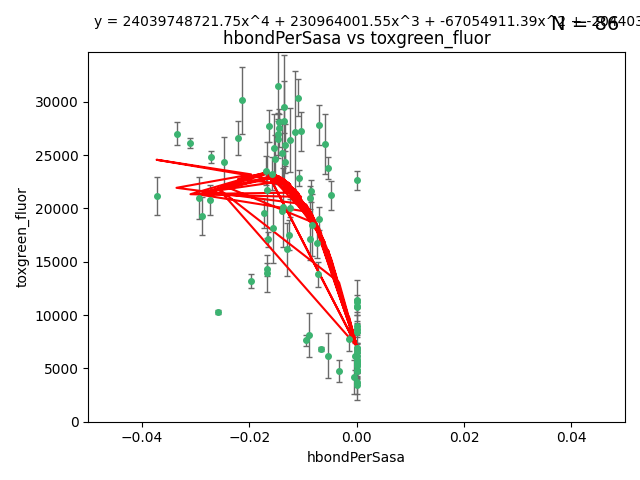 y = 24039748721.75x^4 + 230964001.55x^3 + -67054911.39x^2 +
N = 86
hbondPerSasa vs toxgreen_fluor
toxgreen_fluor
30000
25000
20000
15000
10000
5000
0
-0.04
-0.02
0.00
0.02
0.04
hbondPerSasa